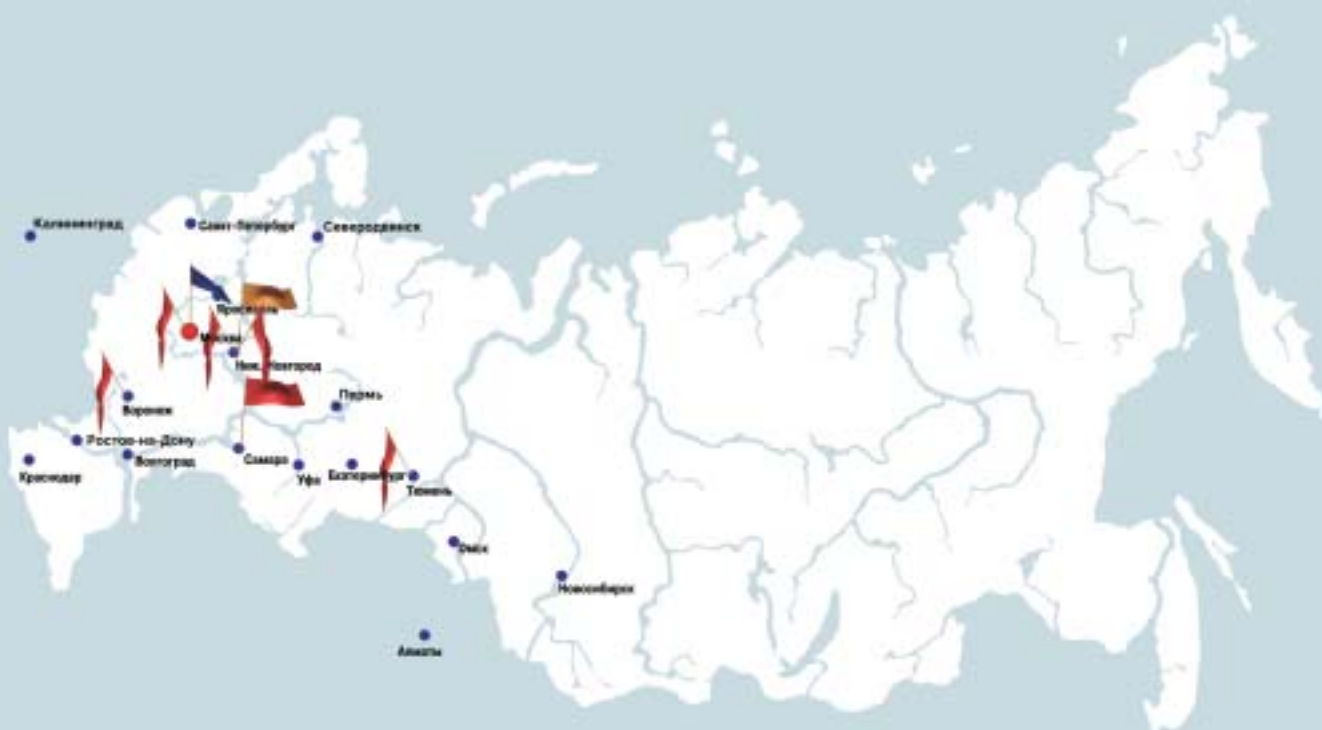 Калининград
Санкт-Петербург
Северодвинск
Ярославль
Москва
Ниж. Новгород
Пермь
Воронеж
Ростов-на-Дону
Волгоград
Самара
Краснодар
Уфа
Екатеринбург
Тюмень
Омск
Новосибирск
Алматы